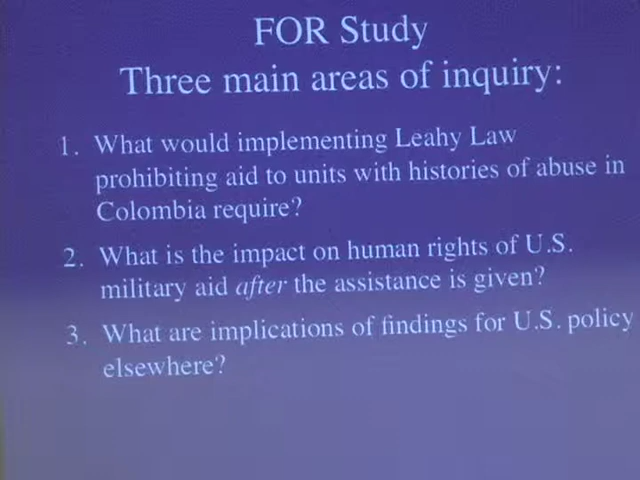 FOR Study
Three main areas of inquiry:
1. What would implementing Leahy Law
prohibiting aid to units with histories of abuse in
Colombia require?
2. What is the impact on human rights of U.S.
military aid after the assistance is given?
3. What are implications of findings for U.S. policy
elsewhere?